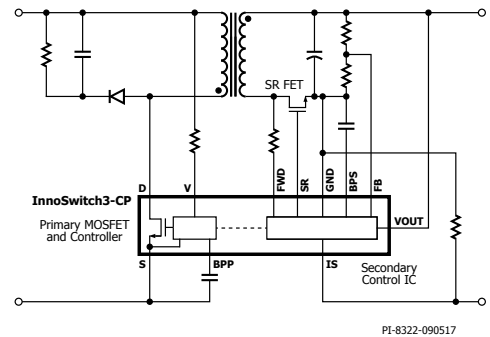 SR FET
D
V
FWD
SR
GND
BPS
FB
InnoSwitch3-CP
Primary MOSFET
and Controller
VOUT
S
BPP
IS
Secondary
Control IC
PI-8322-090517